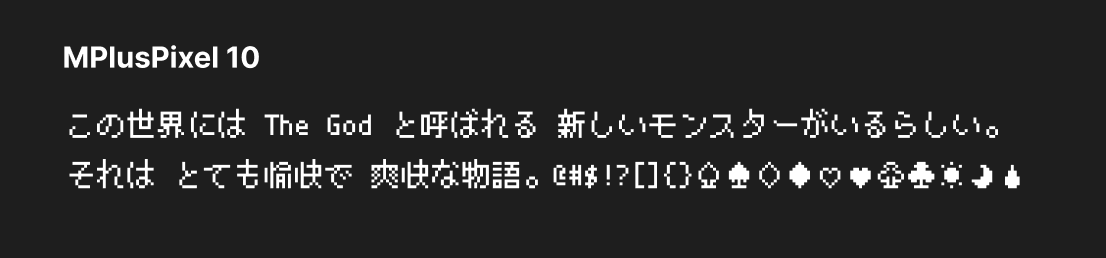 MPlusPixel 10
この世界には The God と呼ばれる 新しいモンスターがいるらしい。
それは とても愉快で 爽快な物語。@#$!?[]{}♤♠♢♦♡♥♧♣☀☽💧